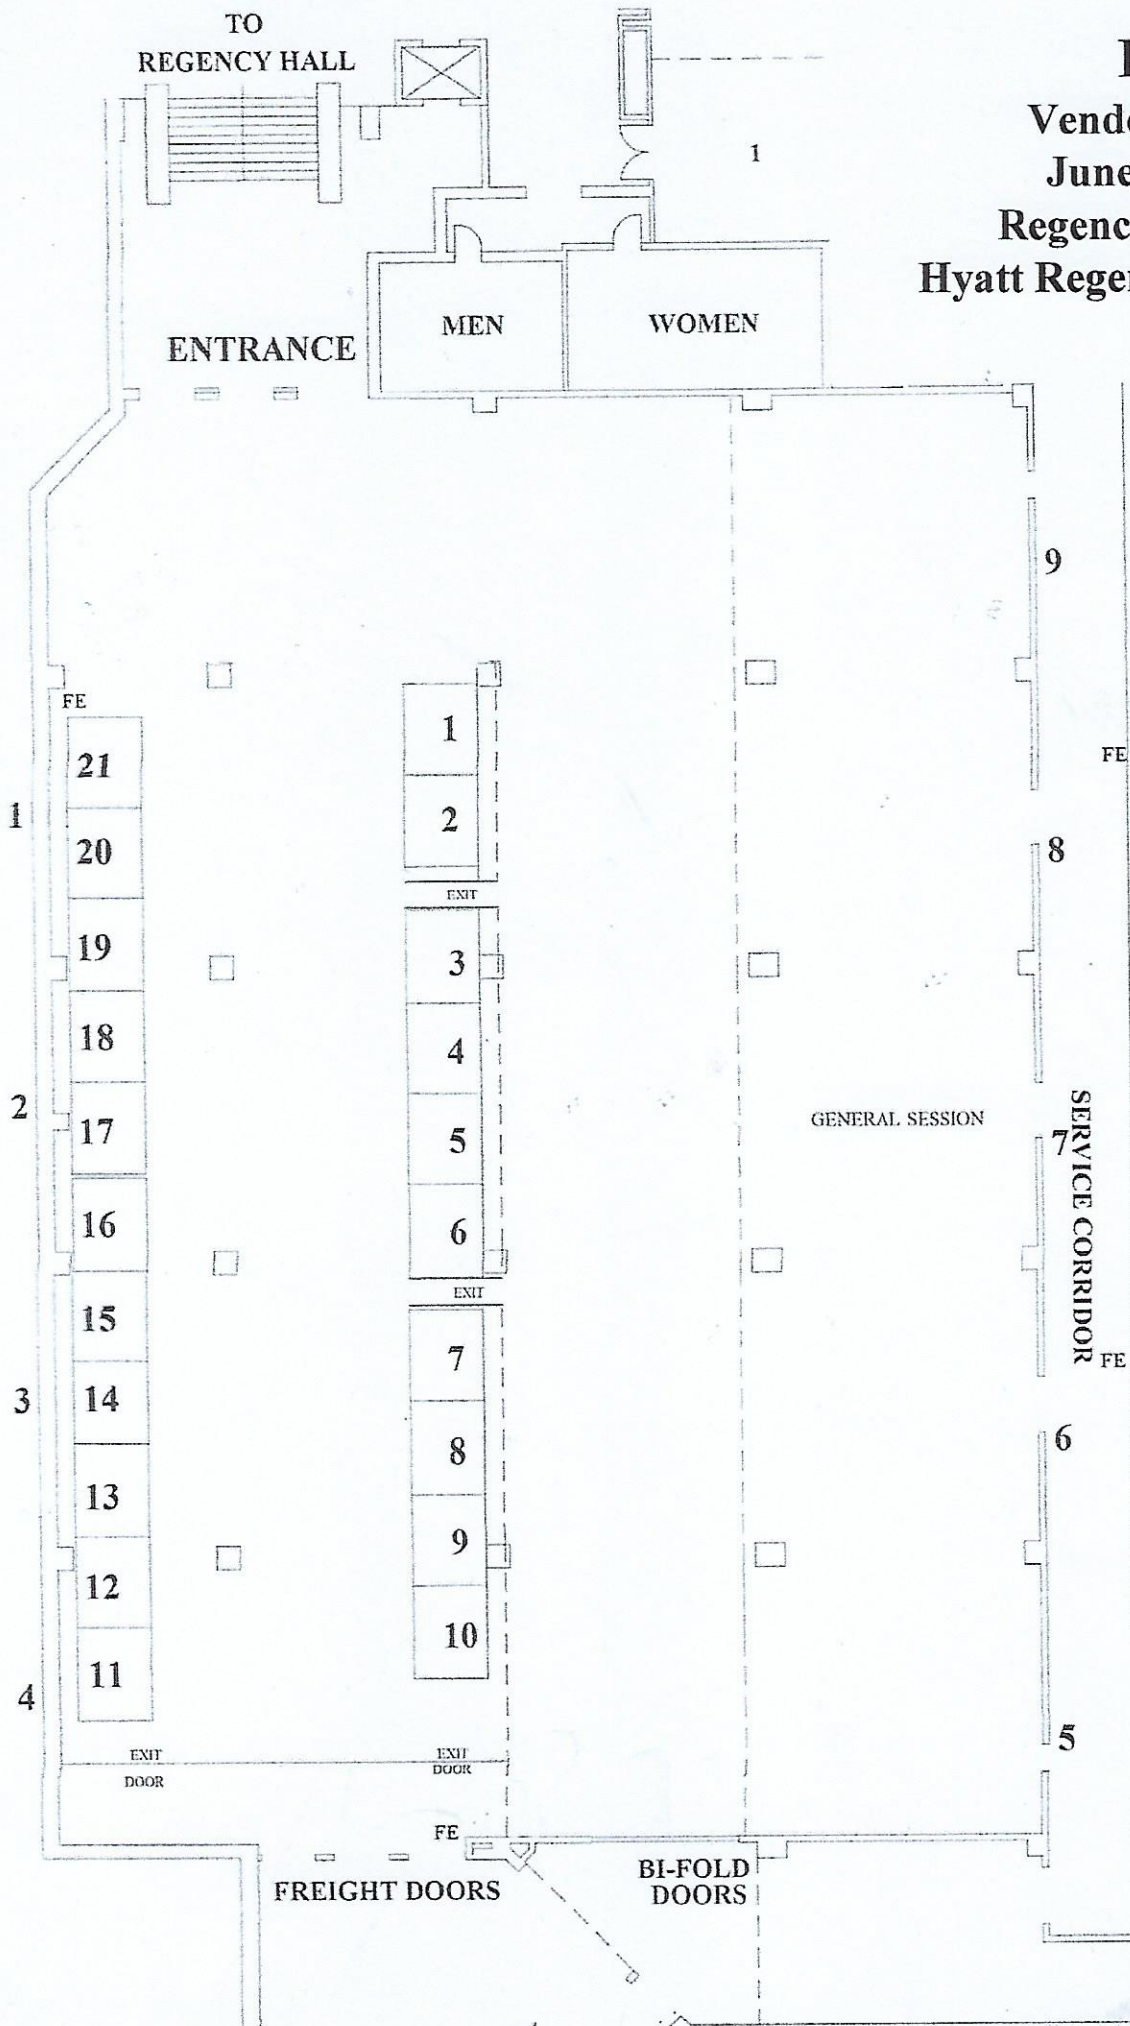 TO
REGENCY HALL
Vend
June
Regenc
Hyatt Rege
1
MEN
WOMEN
ENTRANCE
9
FE
1
21
FE
2
1
20
8
EXIT
19
3
18
4
2
17
5
GENERAL SESSION
7
SERVICE CORRIDOR
16
6
EXIT
15
7
FE
3
14
8
6
13
9
12
10
11
4
5
EXIT
DOOR
EXIT
DOOR
FE
FREIGHT DOORS
BI-FOLD
DOORS